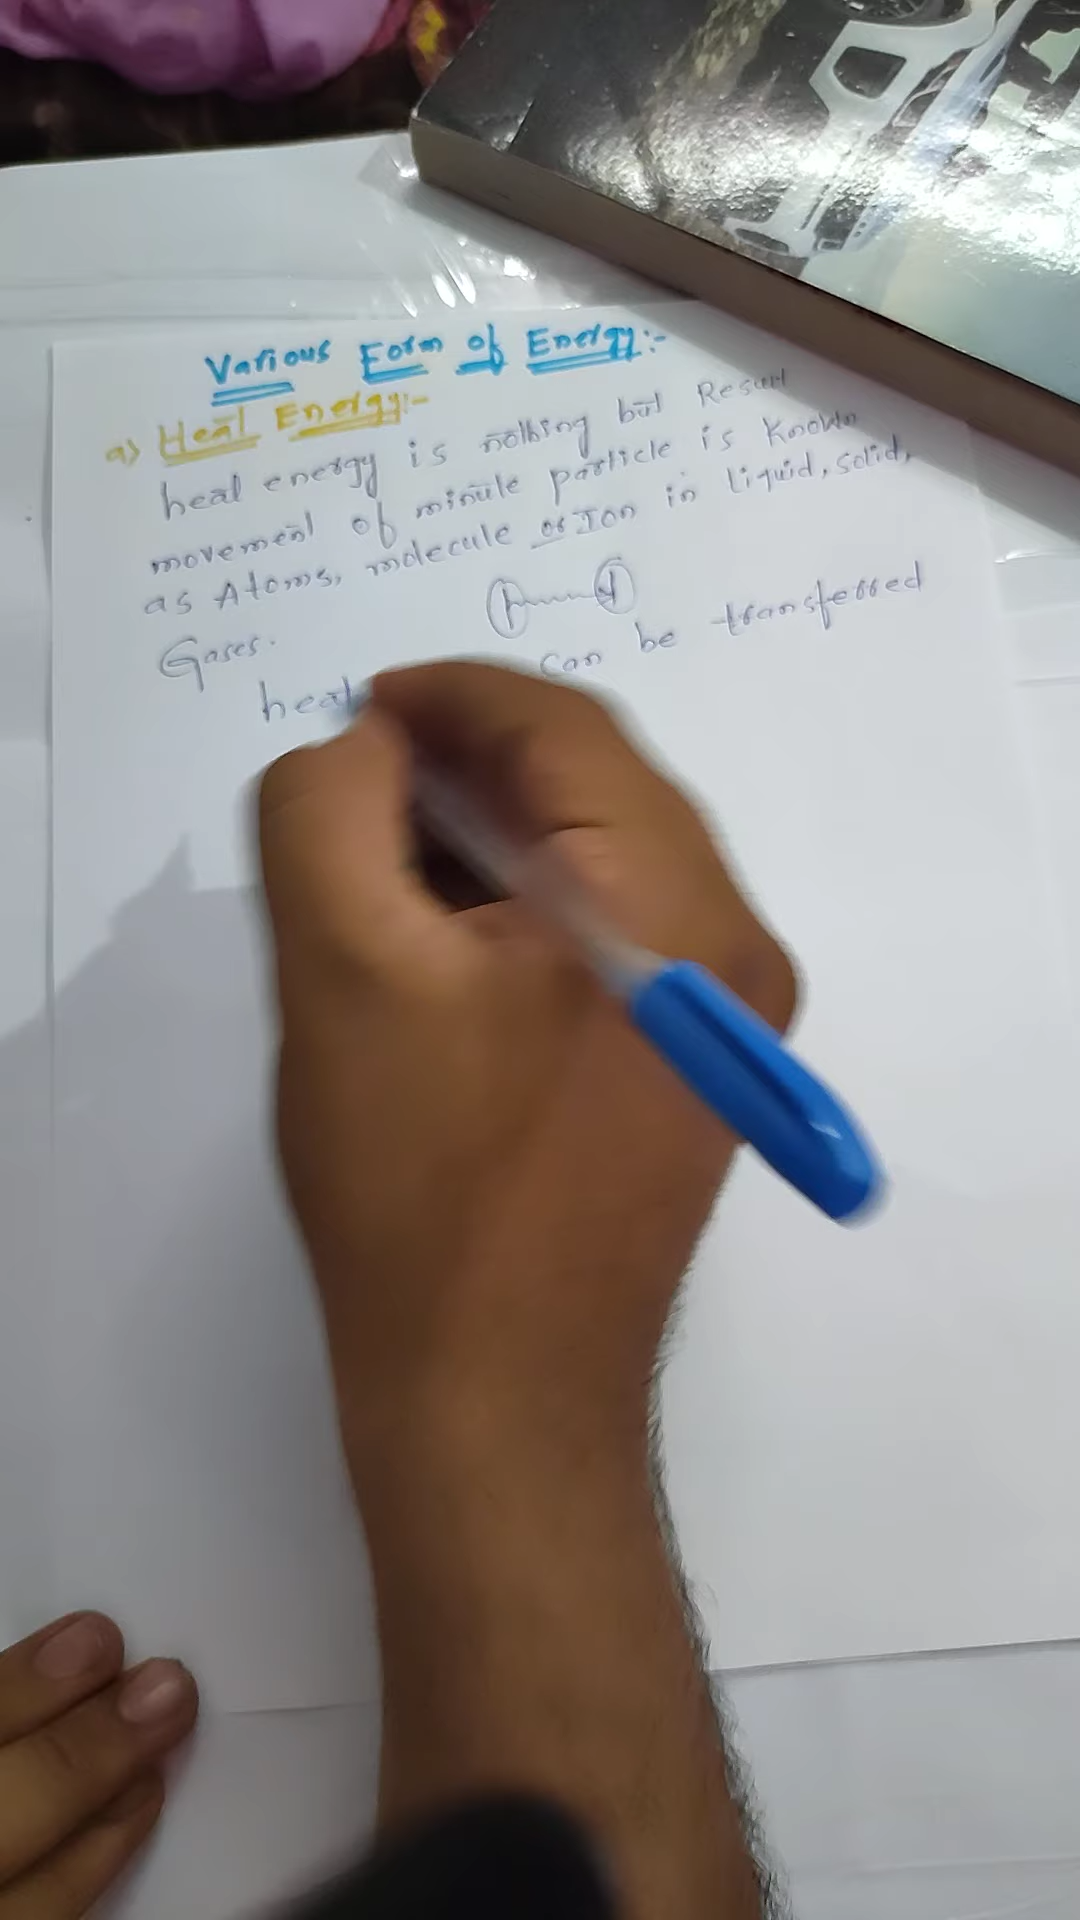 Various Form of Energy:-
a) Heat Energy:-
heat energy is nothing but Result
movement of minute particle is Known
as Atoms, molecule or Ion in liquid, solid,
Gases.
heat can be transferred